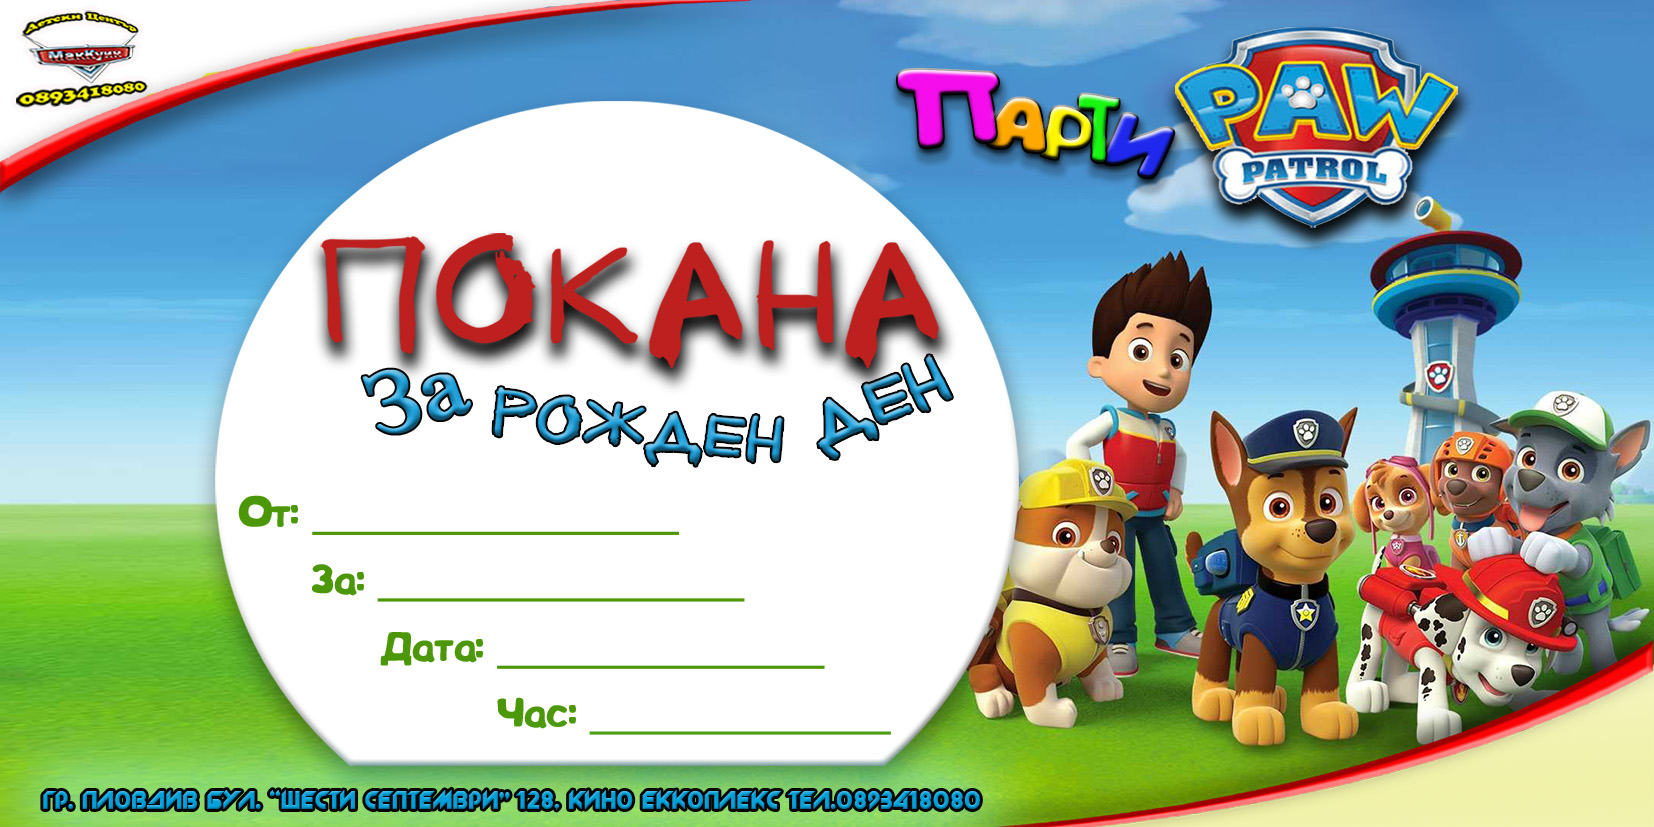 Детски Център
МакКуин
0893418080
Парти
PAW
PATROL
ПОКАНА
За рожден ден
От:
За:
Дата:
Час:
ГР. ПЛОВДИВ БУЛ. "ШЕСТИ СЕПТЕМВРИ" 128, КИНО ЕККОПЛЕКС ТЕЛ.0893418080